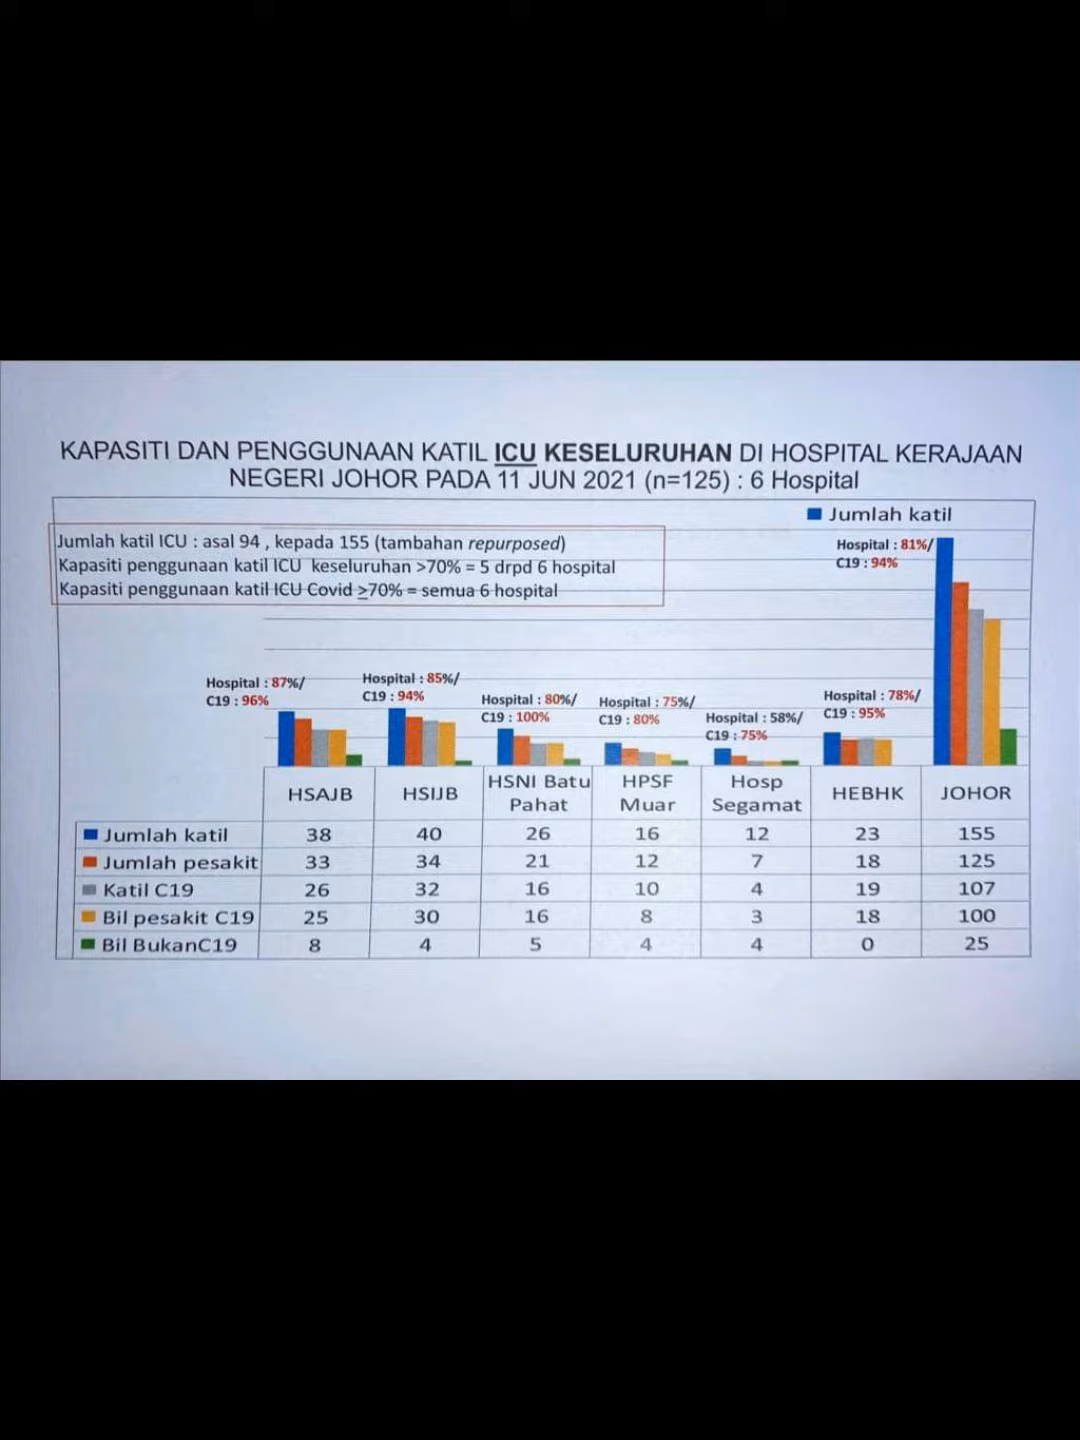 KAPASITI DAN PENGGUNAAN KATIL ICU KESELURUHAN DI HOSPITAL KERAJAAN
NEGERI JOHOR PADA 11 JUN 2021 (n=125) : 6 Hospital
Jumlah katil
Jumlah katil ICU : asal 94 , kepada 155 (tambahan repurposed)
Kapasiti penggunaan katil ICU keseluruhan >70% = 5 drpd 6 hospital
Kapasiti penggunaan katil ICU Covid ≥70% = semua 6 hospital
Hospital : 81%/
C19 : 94%
Hospital : 87%/
C19 : 96%
Hospital : 85%/
C19 : 94%
Hospital : 80%/
C19 : 100%
Hospital : 75%/
C19 : 80%
Hospital : 58%/
C19 : 75%
Hospital : 78%/
C19 : 95%
HSAJB HSIJB HSNI Batu Pahat HPSF Muar Hosp Segamat HEBHK JOHOR
Jumlah katil 38 40 26 16 12 23 155
Jumlah pesakit 33 34 21 12 7 18 125
Katil C19 26 32 16 10 4 19 107
Bil pesakit C19 25 30 16 8 3 18 100
Bil BukanC19 8 4 5 4 4 0 25